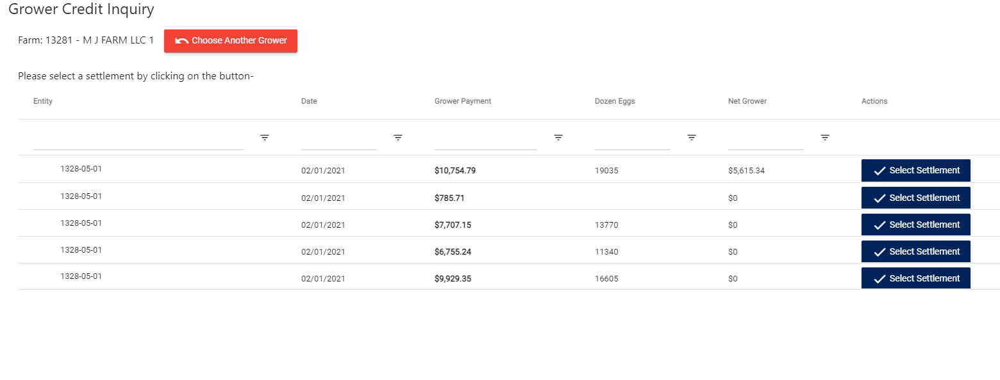 Grower Credit Inquiry
Farm: 13281 - M J FARM LLC 1 Choose Another Grower
Please select a settlement by clicking on the button-
Entity Date Grower Payment Dozen Eggs Net Grower Actions
1328-05-01 02/01/2021 $10,754.79 19035 $5,615.34 Select Settlement
1328-05-01 02/01/2021 $785.71 $0 Select Settlement
1328-05-01 02/01/2021 $7,707.15 13770 $0 Select Settlement
1328-05-01 02/01/2021 $6,755.24 11340 $0 Select Settlement
1328-05-01 02/01/2021 $9,929.35 16605 $0 Select Settlement